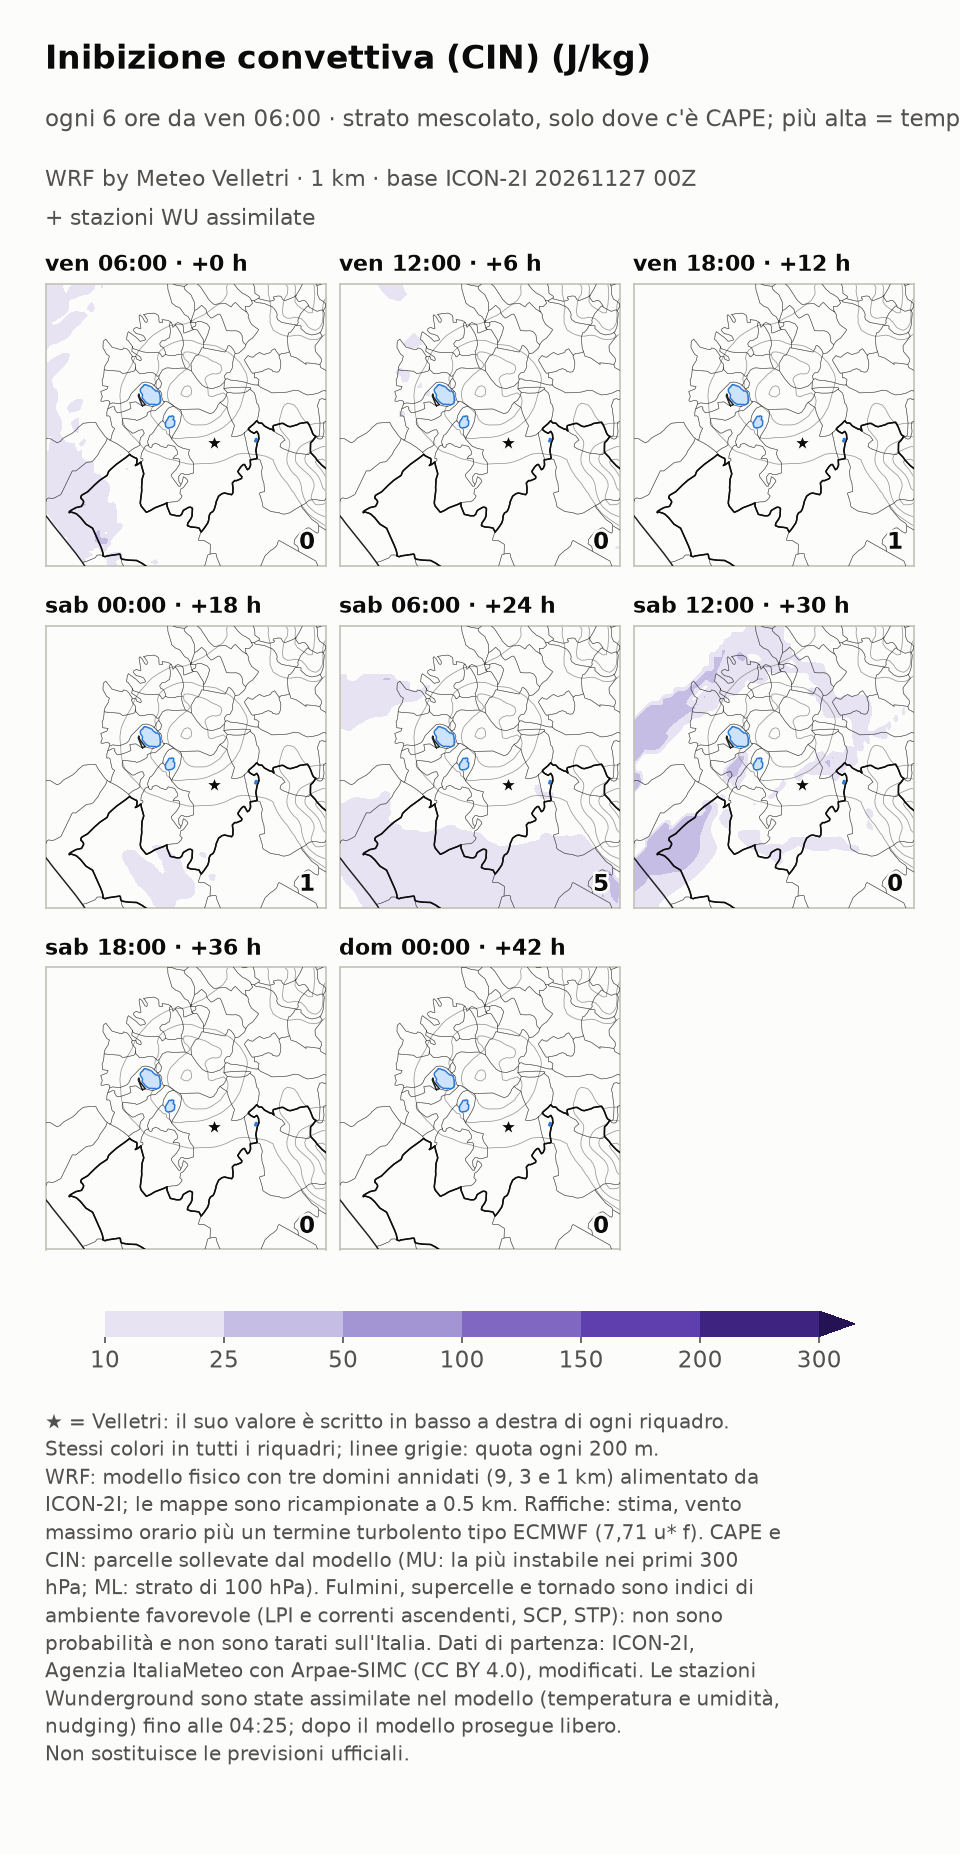 Inibizione convettiva (CIN) (J/kg)
ogni 6 ore da ven 06:00 · strato mescolato, solo dove c'è CAPE; più alta = temp
WRF by Meteo Velletri · 1 km · base ICON-2I 20261127 00Z
+ stazioni WU assimilate
ven 06:00 · +0 h
ven 12:00 · +6 h
ven 18:00 · +12 h
0
0
1
sab 00:00 · +18 h
sab 06:00 · +24 h
sab 12:00 · +30 h
1
5
0
sab 18:00 · +36 h
dom 00:00 · +42 h
0
0
10 25 50 100 150 200 300
★ = Velletri: il suo valore è scritto in basso a destra di ogni riquadro.
Stessi colori in tutti i riquadri; linee grigie: quota ogni 200 m.
WRF: modello fisico con tre domini annidati (9, 3 e 1 km) alimentato da
ICON-2I; le mappe sono ricampionate a 0.5 km. Raffiche: stima, vento
massimo orario più un termine turbolento tipo ECMWF (7,71 u* f). CAPE e
CIN: parcelle sollevate dal modello (MU: la più instabile nei primi 300
hPa; ML: strato di 100 hPa). Fulmini, supercelle e tornado sono indici di
ambiente favorevole (LPI e correnti ascendenti, SCP, STP): non sono
probabilità e non sono tarati sull'Italia. Dati di partenza: ICON-2I,
Agenzia ItaliaMeteo con Arpae-SIMC (CC BY 4.0), modificati. Le stazioni
Wunderground sono state assimilate nel modello (temperatura e umidità,
nudging) fino alle 04:25; dopo il modello prosegue libero.
Non sostituisce le previsioni ufficiali.